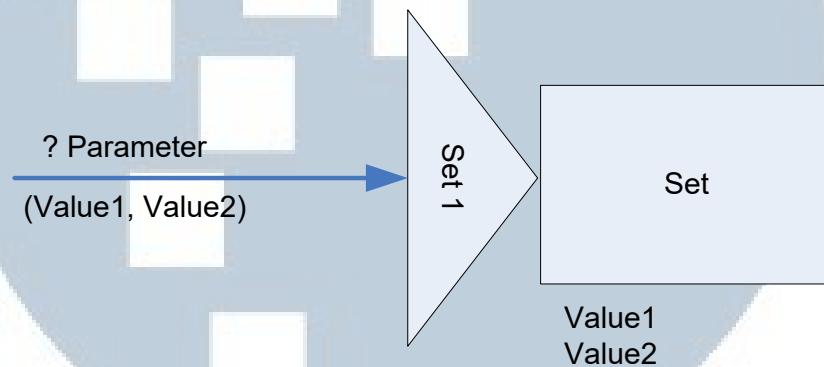 ? Parameter
(Value1, Value2)
Set 1
Set
Value1
Value2